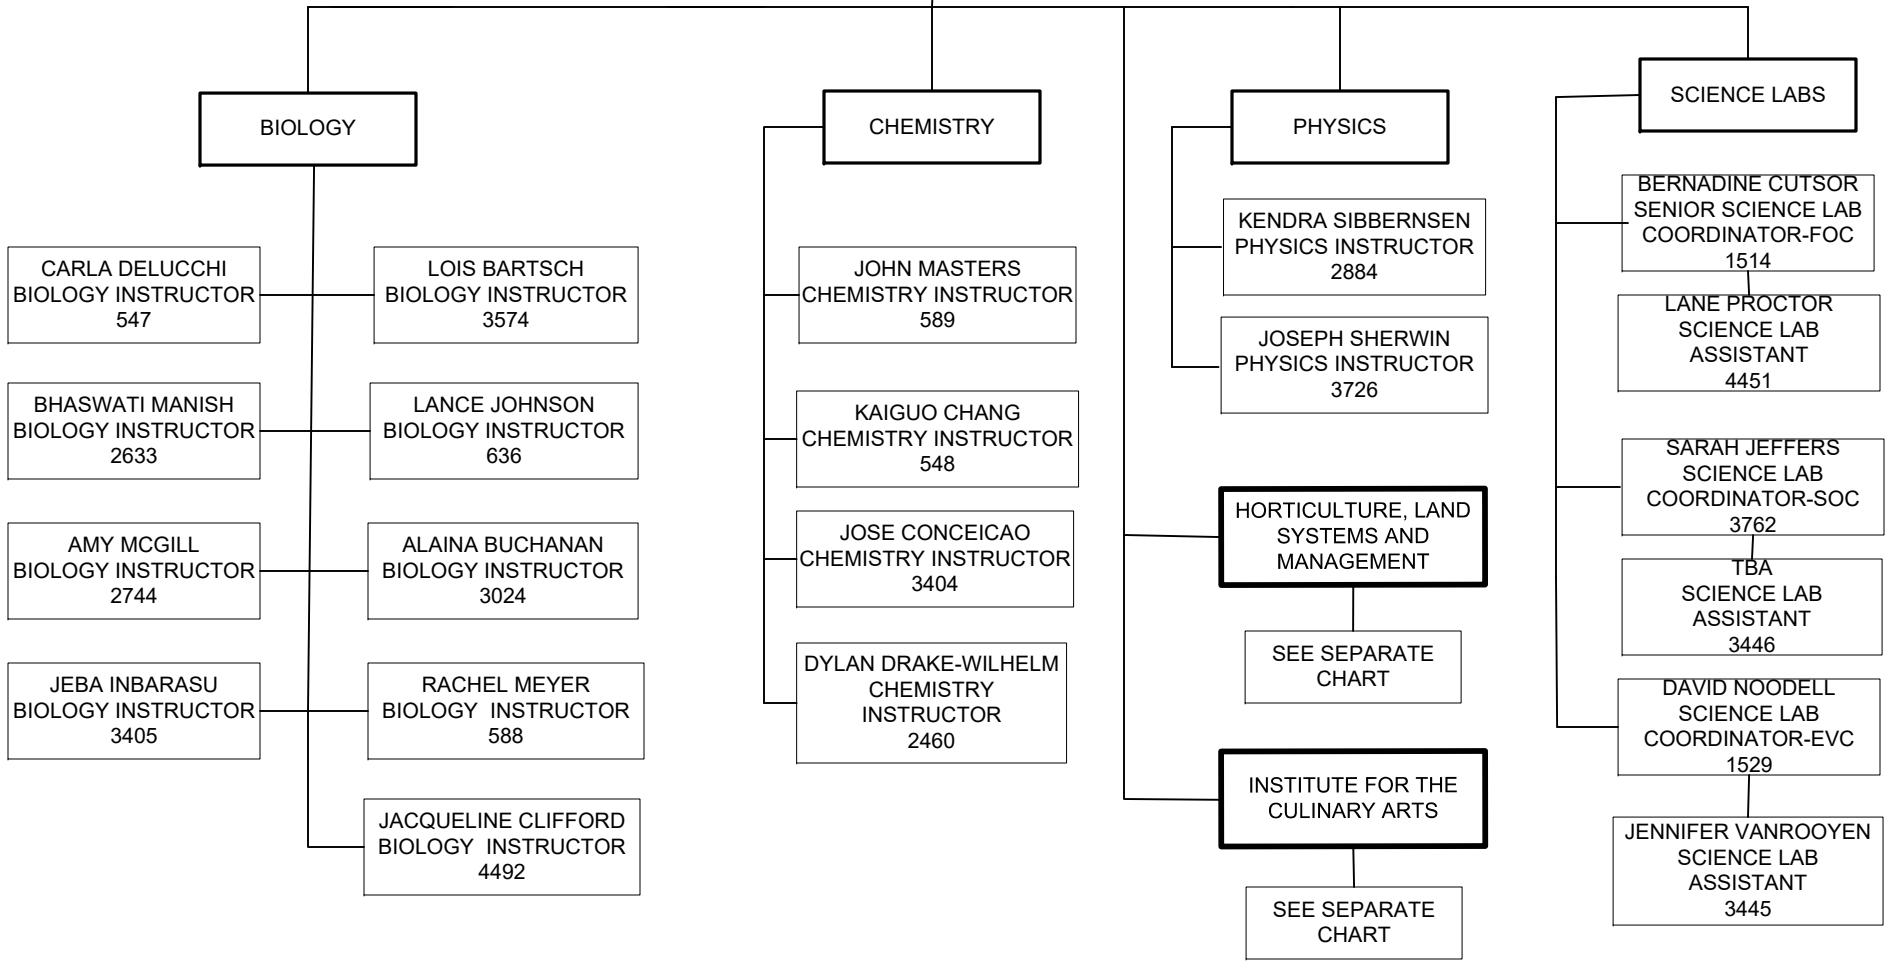 BIOLOGY
CARLA DELUCCHI
BIOLOGY INSTRUCTOR
547
LOIS BARTSCH
BIOLOGY INSTRUCTOR
3574
BHASWATI MANISH
BIOLOGY INSTRUCTOR
2633
LANCE JOHNSON
BIOLOGY INSTRUCTOR
636
AMY MCGILL
BIOLOGY INSTRUCTOR
2744
ALAINA BUCHANAN
BIOLOGY INSTRUCTOR
3024
JEBA INBARASU
BIOLOGY INSTRUCTOR
3405
RACHEL MEYER
BIOLOGY  INSTRUCTOR
588
JACQUELINE CLIFFORD
BIOLOGY  INSTRUCTOR
4492
CHEMISTRY
JOHN MASTERS
CHEMISTRY INSTRUCTOR
589
KAIGUO CHANG
CHEMISTRY INSTRUCTOR
548
JOSE CONCEICAO
CHEMISTRY INSTRUCTOR
3404
DYLAN DRAKE-WILHELM
CHEMISTRY
INSTRUCTOR
2460
PHYSICS
KENDRA SIBBERNSEN
PHYSICS INSTRUCTOR
2884
JOSEPH SHERWIN
PHYSICS INSTRUCTOR
3726
HORTICULTURE, LAND
SYSTEMS AND
MANAGEMENT
SEE SEPARATE
CHART
INSTITUTE FOR THE
CULINARY ARTS
SEE SEPARATE
CHART
SCIENCE LABS
BERNADINE CUTSOR
SENIOR SCIENCE LAB
COORDINATOR-FOC
1514
LANE PROCTOR
SCIENCE LAB
ASSISTANT
4451
SARAH JEFFERS
SCIENCE LAB
COORDINATOR-SOC
3762
TBA
SCIENCE LAB
ASSISTANT
3446
DAVID NOODELL
SCIENCE LAB
COORDINATOR-EVC
1529
JENNIFER VANROOYEN
SCIENCE LAB
ASSISTANT
3445